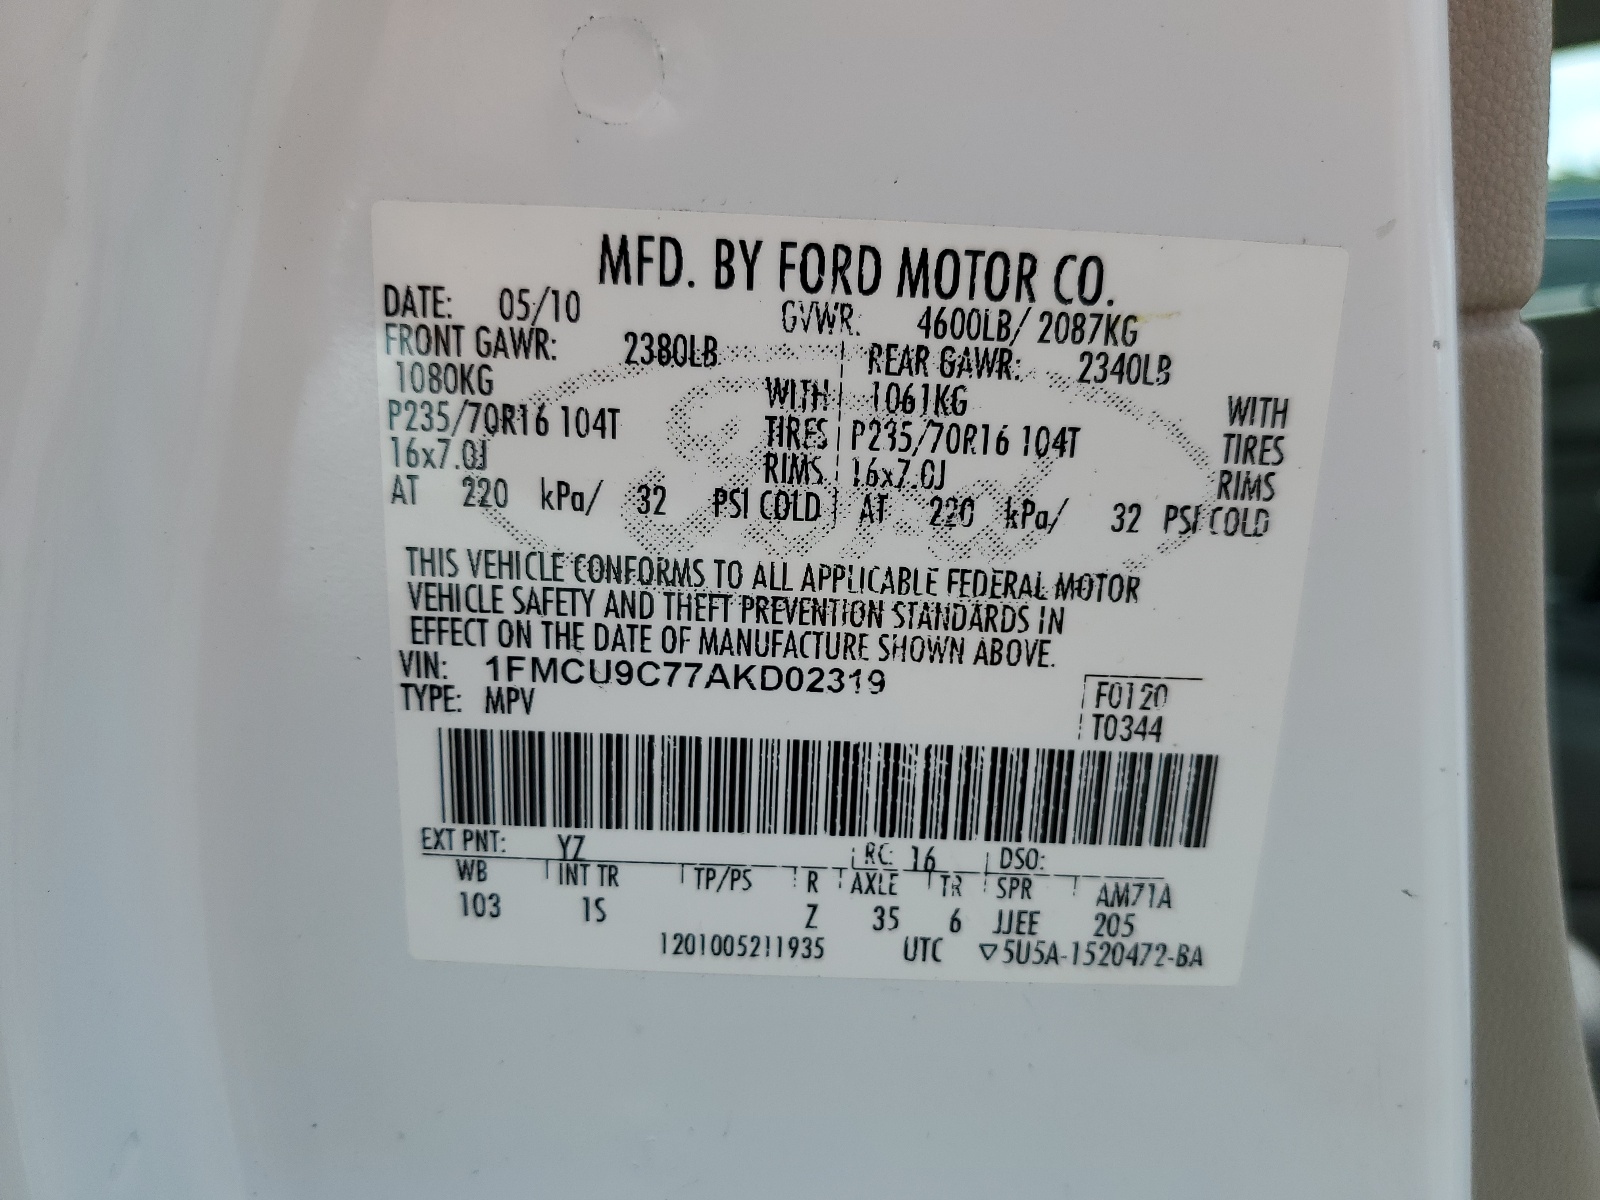 MFD. BY FORD MOTOR CO.
DATE: 05/10 GVWR: 4600LB/ 2087KG
FRONT GAWR: 2380LB REAR GAWR: 2340LB
1080KG WITH 1061KG WITH
P235/70R16 104T TIRES P235/70R16 104T TIRES
16x7.0J RIMS 16x7.0J RIMS
AT 220 kPa/ 32 PSI COLD AT 220 kPa/ 32 PSI COLD
THIS VEHICLE CONFORMS TO ALL APPLICABLE FEDERAL MOTOR
VEHICLE SAFETY AND THEFT PREVENTION STANDARDS IN
EFFECT ON THE DATE OF MANUFACTURE SHOWN ABOVE.
VIN: 1FMCU9C77AKD02319
TYPE: MPV
F0120
T0344
EXT PNT: YZ RC: 16 DSO:
WB INT TR TP/PS R AXLE TR SPR AM71A
103 1S Z 35 6 JJEE 205
1201005211935 UTC ▽5U5A-1520472-BA